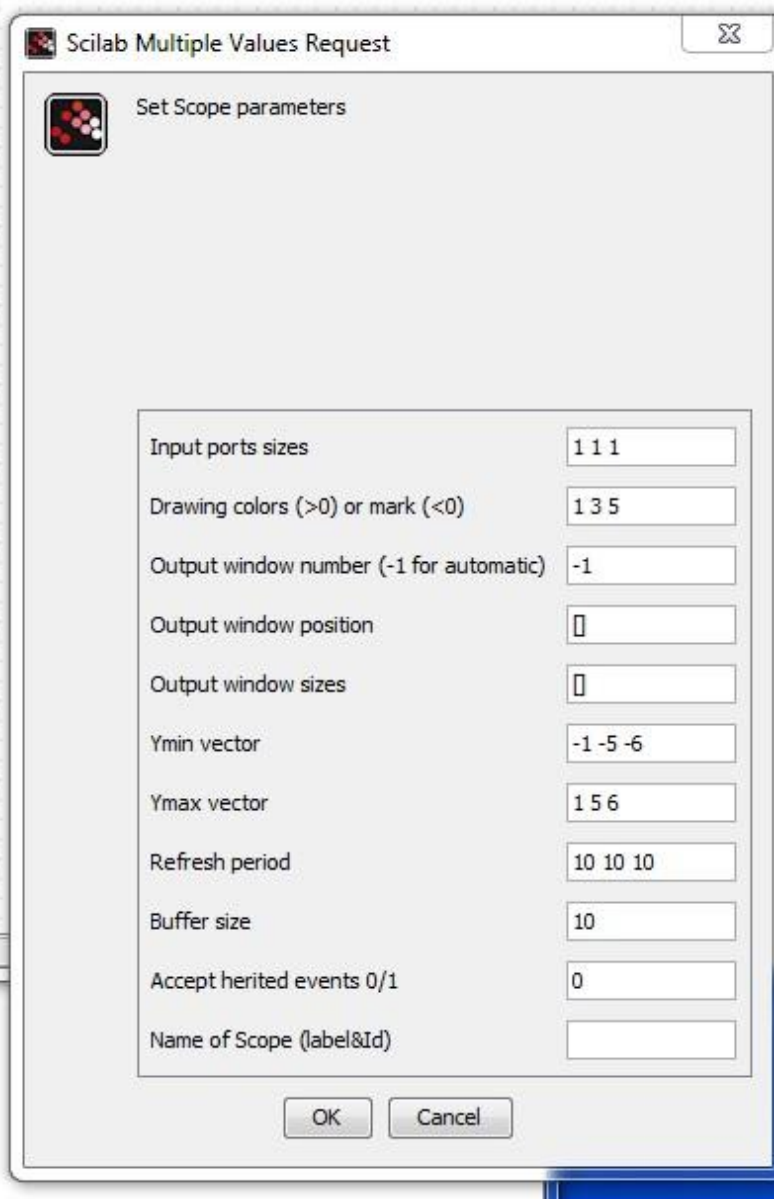 Scilab Multiple Values Request
Set Scope parameters
Input ports sizes 1 1 1
Drawing colors (>0) or mark (<0) 1 3 5
Output window number (-1 for automatic) -1
Output window position []
Output window sizes []
Ymin vector -1 -5 -6
Ymax vector 1 5 6
Refresh period 10 10 10
Buffer size 10
Accept herited events 0/1 0
Name of Scope (label&Id)
OK Cancel